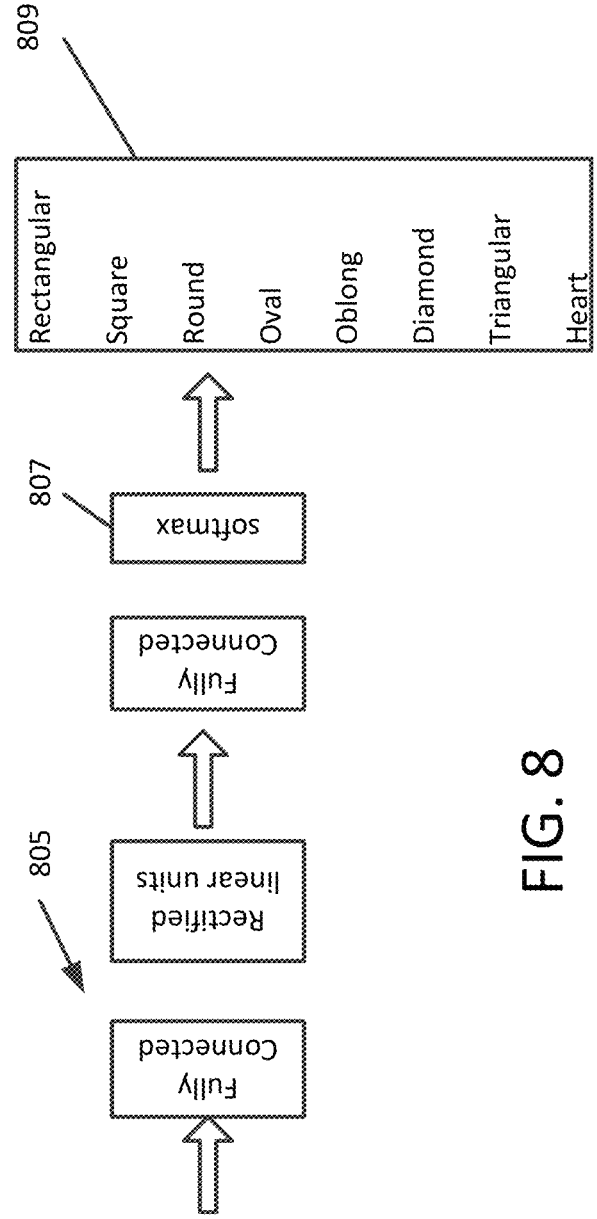 805
807
809
Fully
Connected
Rectified
linear units
Fully
Connected
softmax
Rectangular
Square
Round
Oval
Oblong
Diamond
Triangular
Heart
FIG. 8